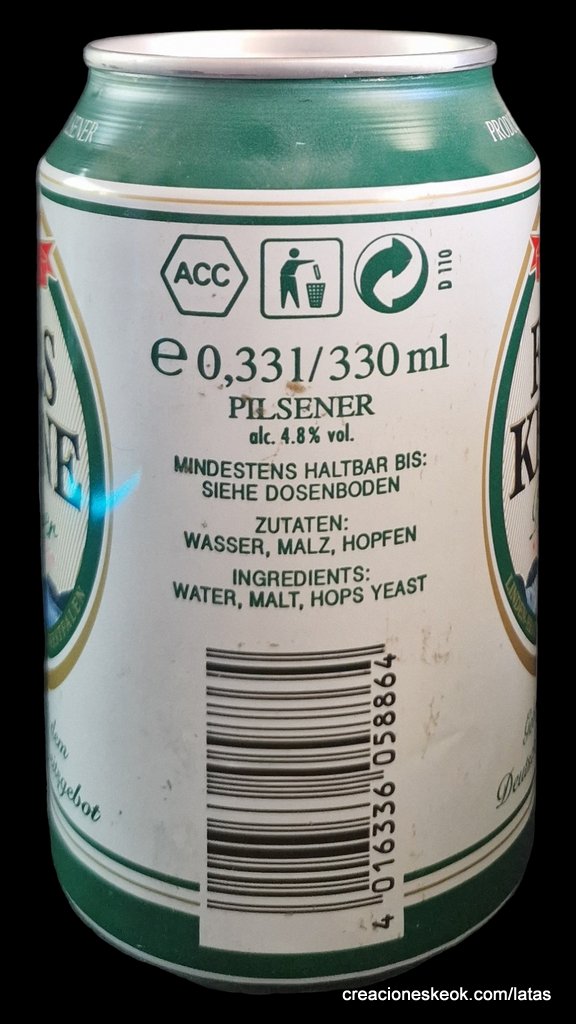 ACC
D 110
e 0,33l/330 ml
PILSENER
alc. 4.8% vol.
MINDESTENS HALTBAR BIS:
SIEHE DOSENBODEN
ZUTATEN:
WASSER, MALZ, HOPFEN
INGREDIENTS:
WATER, MALT, HOPS YEAST
4 016336 058864
creacioneskeok.com/latas